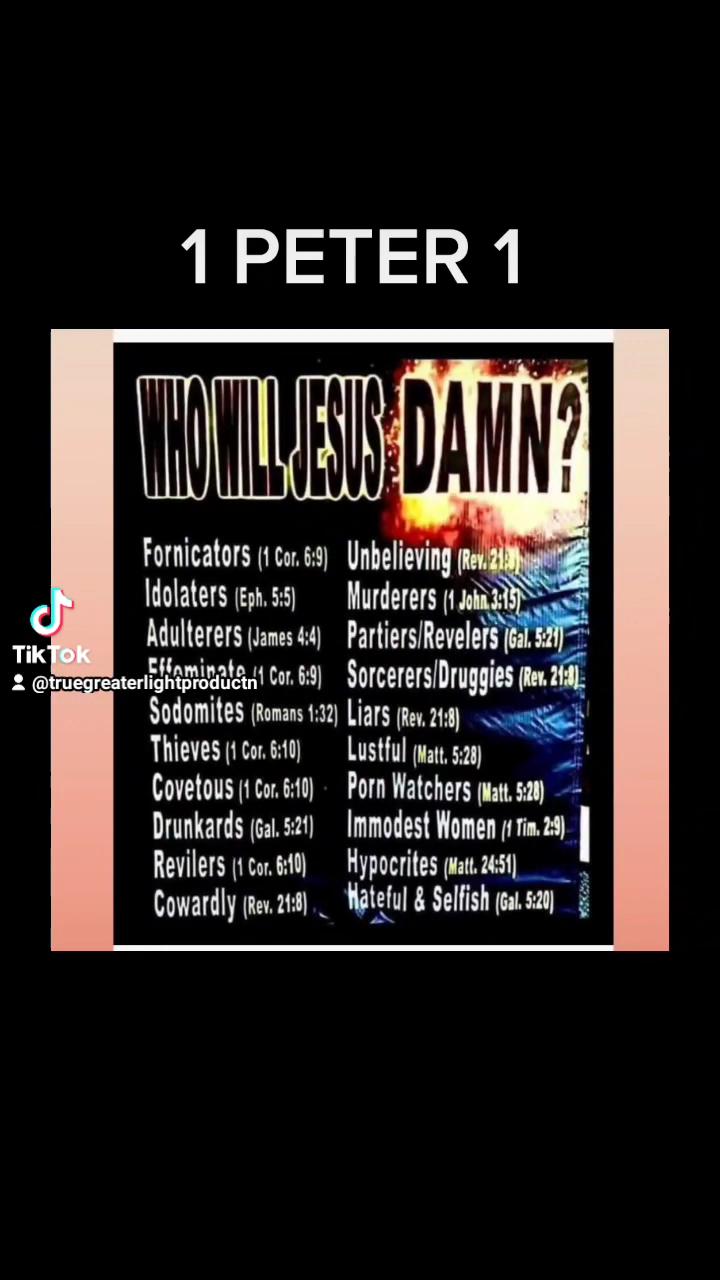 1 PETER 1
WHO WILL JESUS DAMN?
Fornicators (1 Cor. 6:9)
Idolaters (Eph. 5:5)
Adulterers (James 4:4)
Effeminate (1 Cor. 6:9)
Sodomites (Romans 1:32)
Thieves (1 Cor. 6:10)
Covetous (1 Cor. 6:10)
Drunkards (Gal. 5:21)
Revilers (1 Cor. 6:10)
Cowardly (Rev. 21:8)
Unbelieving (Rev. 21:8)
Murderers (1 John 3:15)
Partiers/Revelers (Gal. 5:21)
Sorcerers/Druggies (Rev. 21:8)
Liars (Rev. 21:8)
Lustful (Matt. 5:28)
Porn Watchers (Matt. 5:28)
Immodest Women (1 Tim. 2:9)
Hypocrites (Matt. 24:51)
Hateful & Selfish (Gal. 5:20)
TikTok
@truegreaterlightproductn